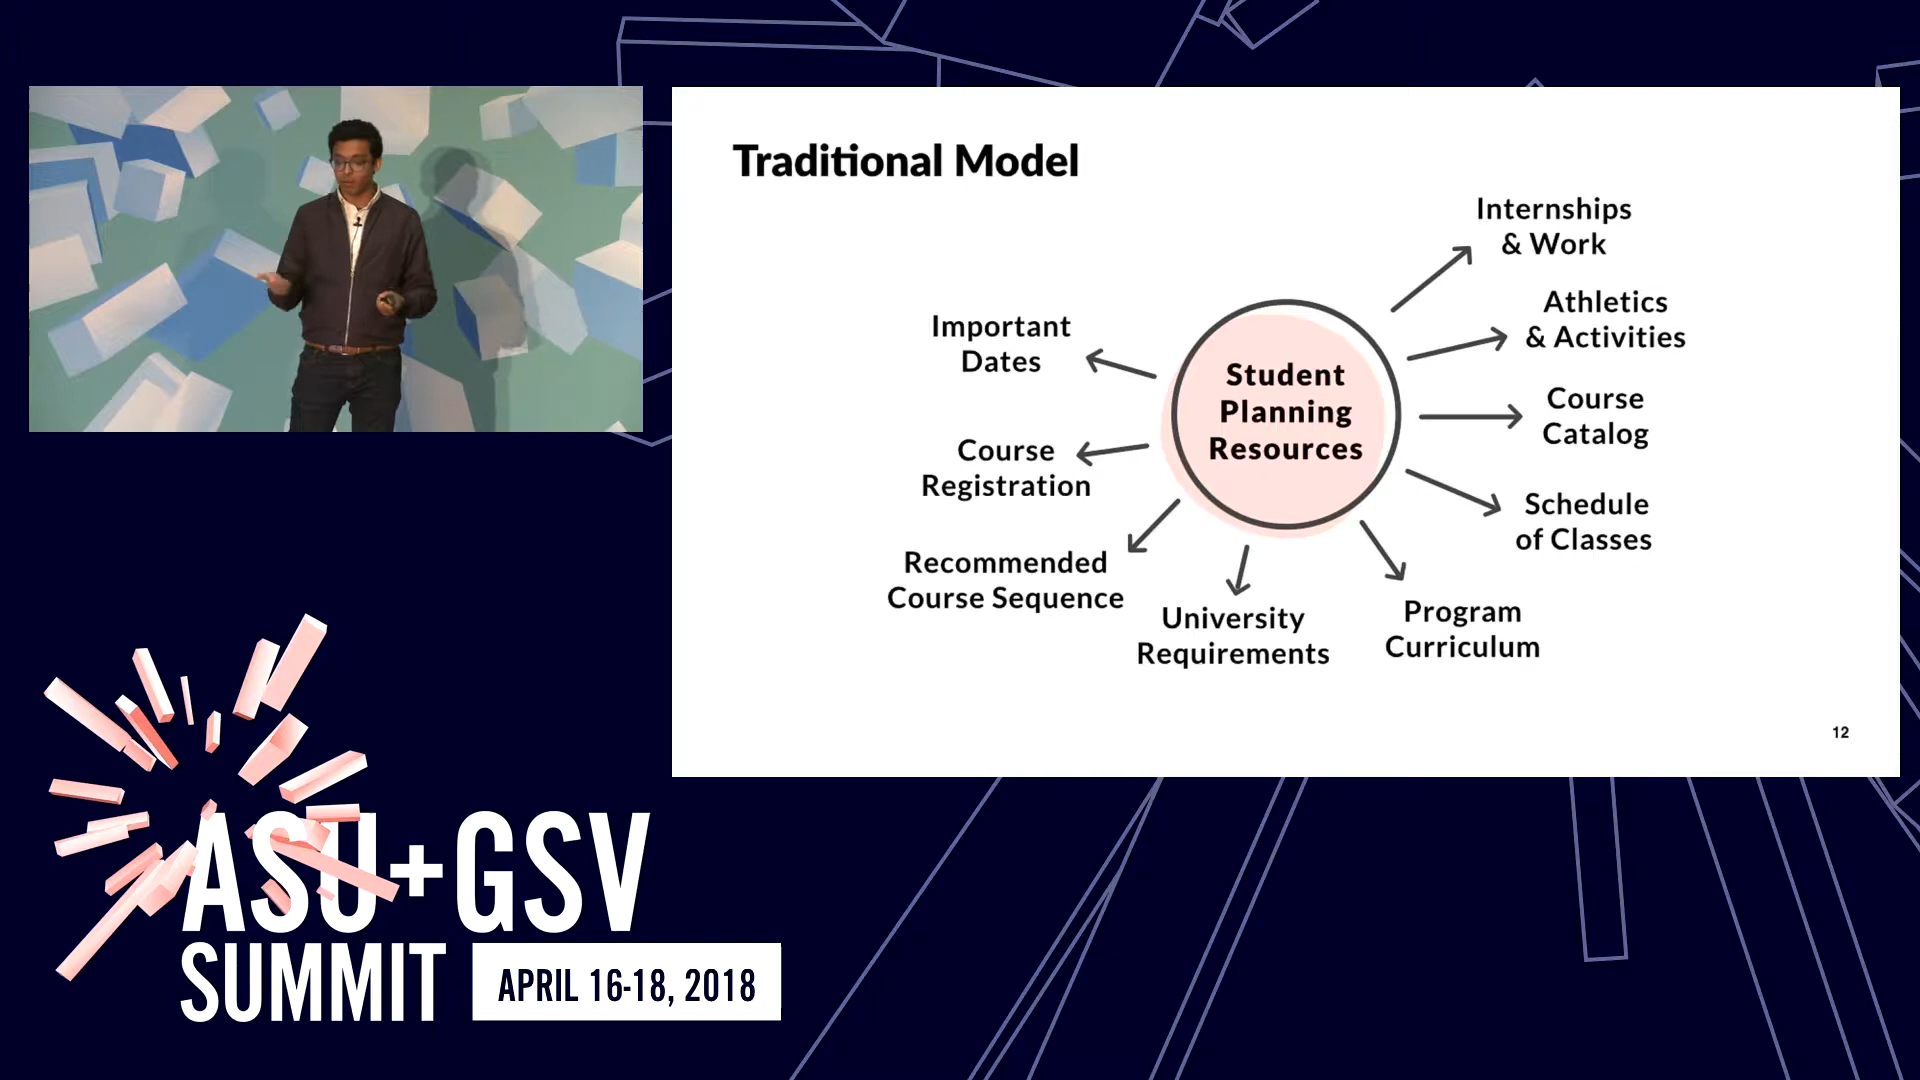 Traditional Model
Internships
& Work
Athletics
& Activities
Important
Dates
Student
Planning
Resources
Course
Catalog
Course
Registration
Schedule
of Classes
Recommended
Course Sequence
University
Requirements
Program
Curriculum
12
ASU+GSV
SUMMIT
APRIL 16-18, 2018